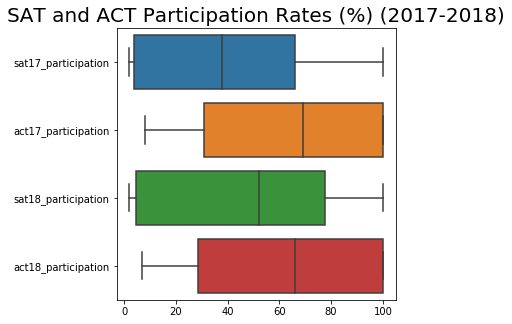 SAT and ACT Participation Rates (%) (2017-2018)
sat17_participation
act17_participation
sat18_participation
act18_participation
0 20 40 60 80 100